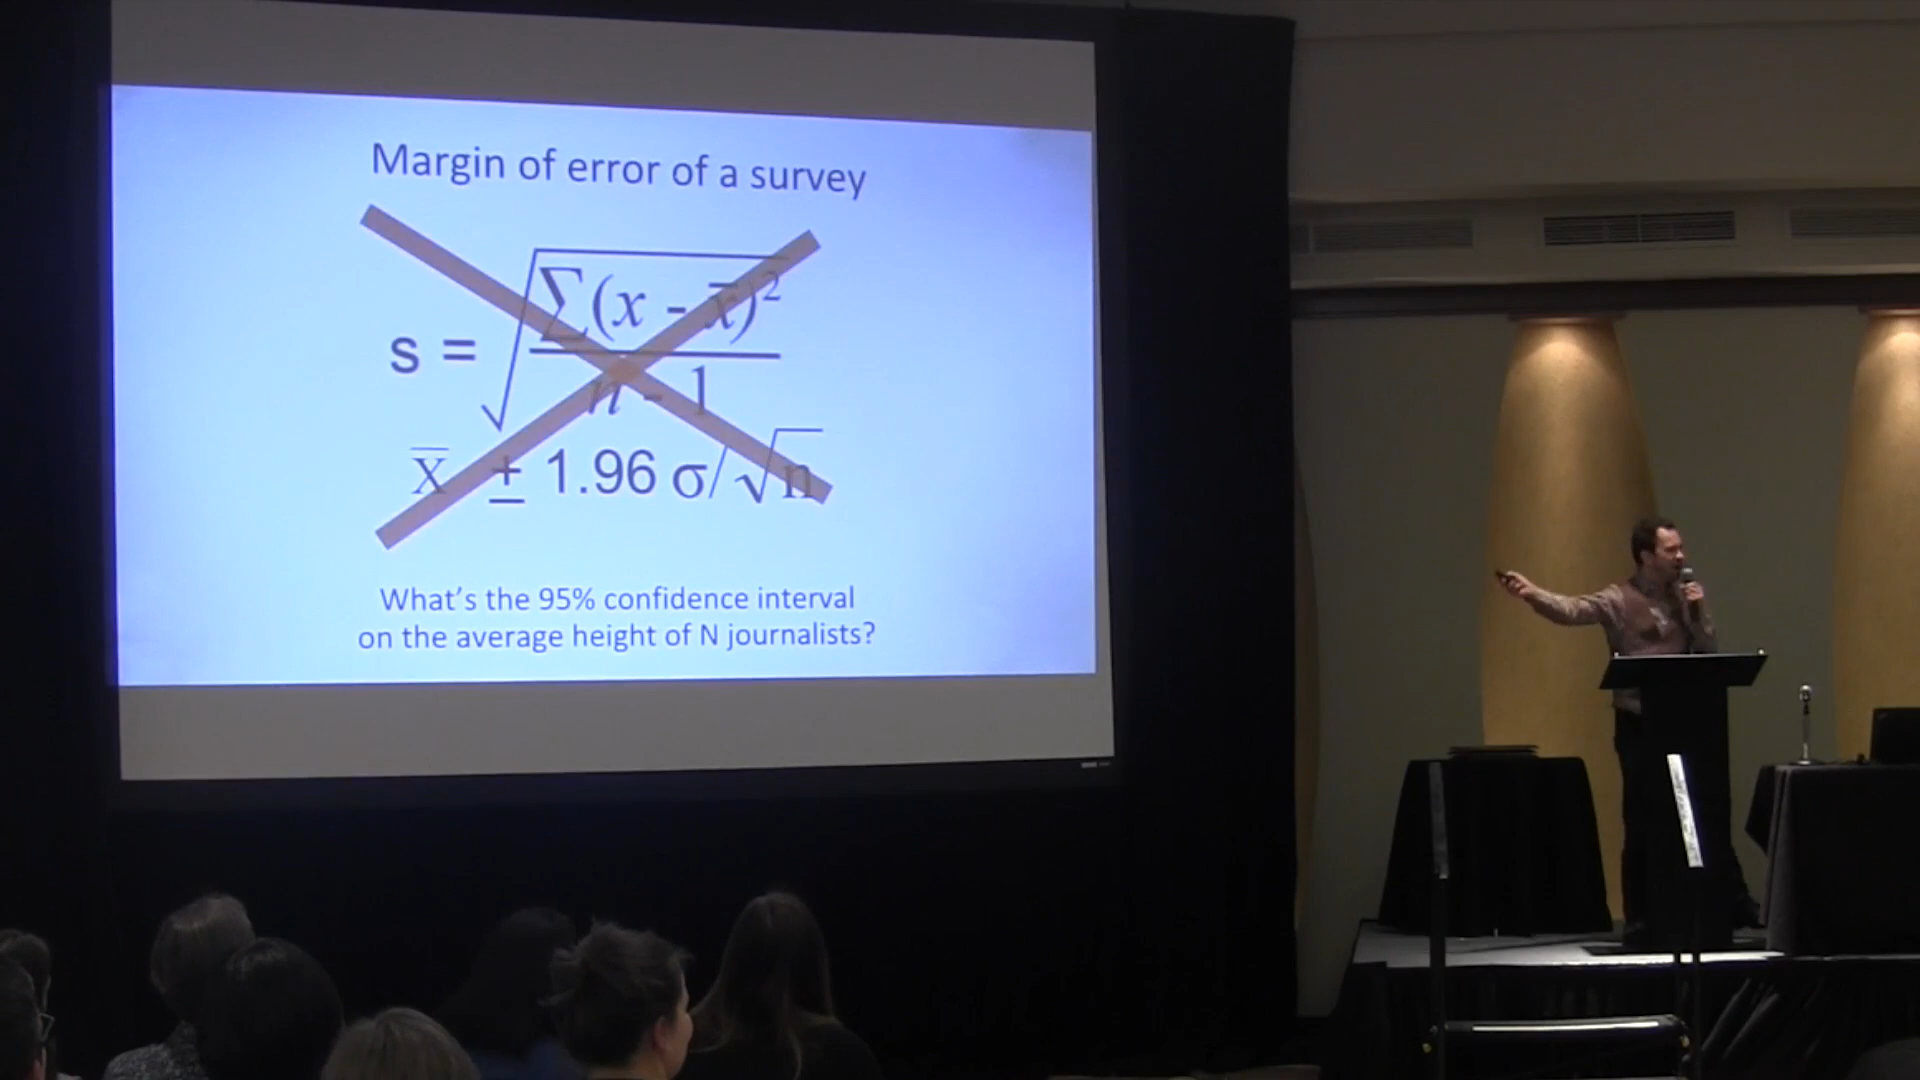 Margin of error of a survey
s = √(∑(x - x̄)² / n - 1)
x̄ ± 1.96 σ/√n
What's the 95% confidence interval
on the average height of N journalists?